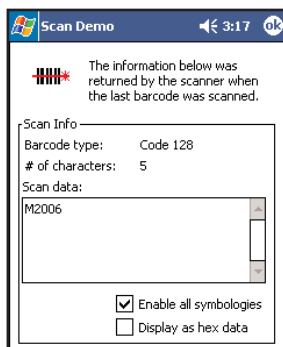 Scan Demo 3:17 ok
The information below was
returned by the scanner when
the last barcode was scanned.
Scan Info
Barcode type: Code 128
# of characters: 5
Scan data:
M2006
Enable all symbologies
Display as hex data